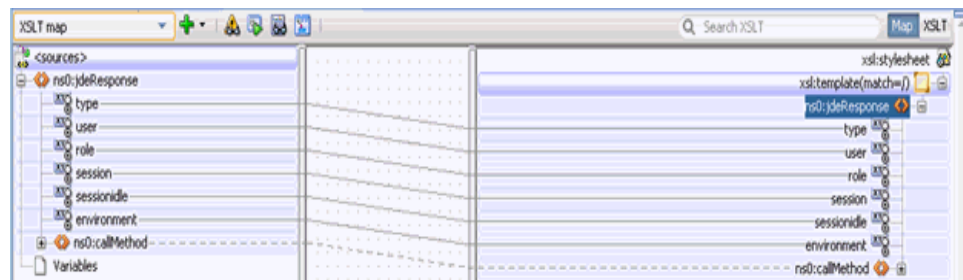 XSLT map
Search XSLT
Map XSLT
<sources>
ns0:jdeResponse
type
user
role
session
sessionidle
environment
ns0:callMethod
Variables
xsl:stylesheet
xsl:template(match=/)
ns0:jdeResponse
type
user
role
session
sessionidle
environment
ns0:callMethod